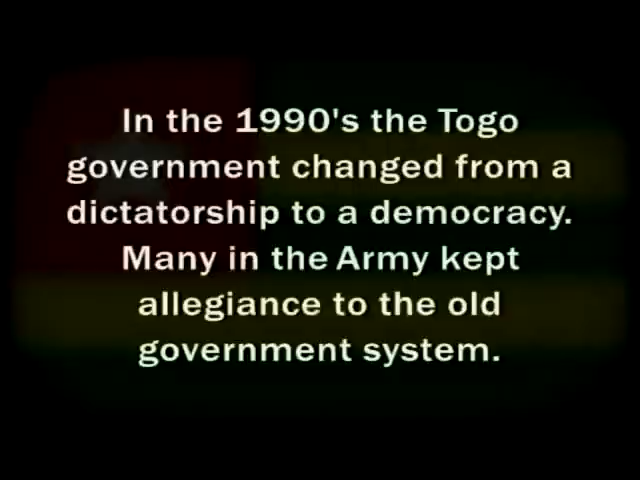 In the 1990's the Togo
government changed from a
dictatorship to a democracy.
Many in the Army kept
allegiance to the old
government system.